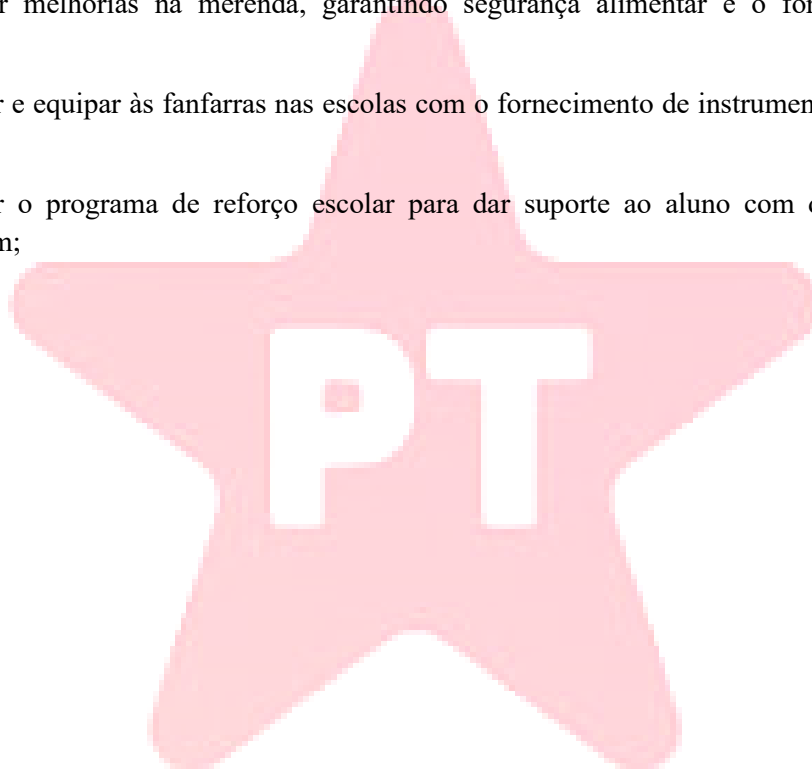 r melhorias na merenda, garantindo segurança alimentar e o for
r e equipar às fanfarras nas escolas com o fornecimento de instrumen
r o programa de reforço escolar para dar suporte ao aluno com
m;
PT